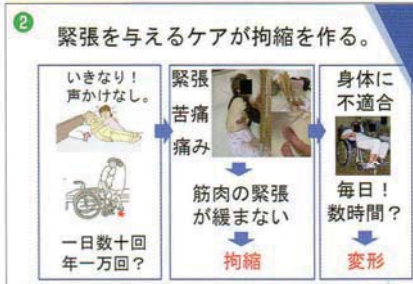 2
緊張を与えるケアが拘縮を作る。
いきなり！
声かけなし。
一日数十回
年一万回？
緊張
苦痛
痛み
筋肉の緊張
が緩まない
拘縮
身体に
不適合
毎日！
数時間？
変形